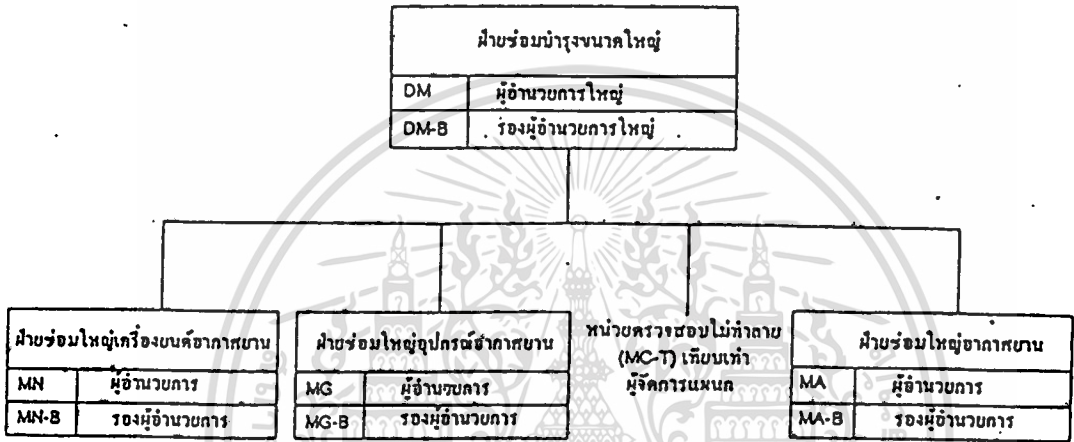 ฝ่ายซ่อมบำรุงขนาดใหญ่
DM ผู้อำนวยการใหญ่
DM-B รองผู้อำนวยการใหญ่
ฝ่ายซ่อมใหญ่เครื่องยนต์อากาศยาน
MN ผู้อำนวยการ
MN-B รองผู้อำนวยการ
ฝ่ายซ่อมใหญ่อุปกรณ์อากาศยาน
MG ผู้อำนวยการ
MG-B รองผู้อำนวยการ
หน่วยตรวจสอบไม่ทำลาย
(MC-T) เทียบเท่า
ผู้จัดการแผนก
ฝ่ายซ่อมใหญ่อากาศยาน
MA ผู้อำนวยการ
MA-B รองผู้อำนวยการ